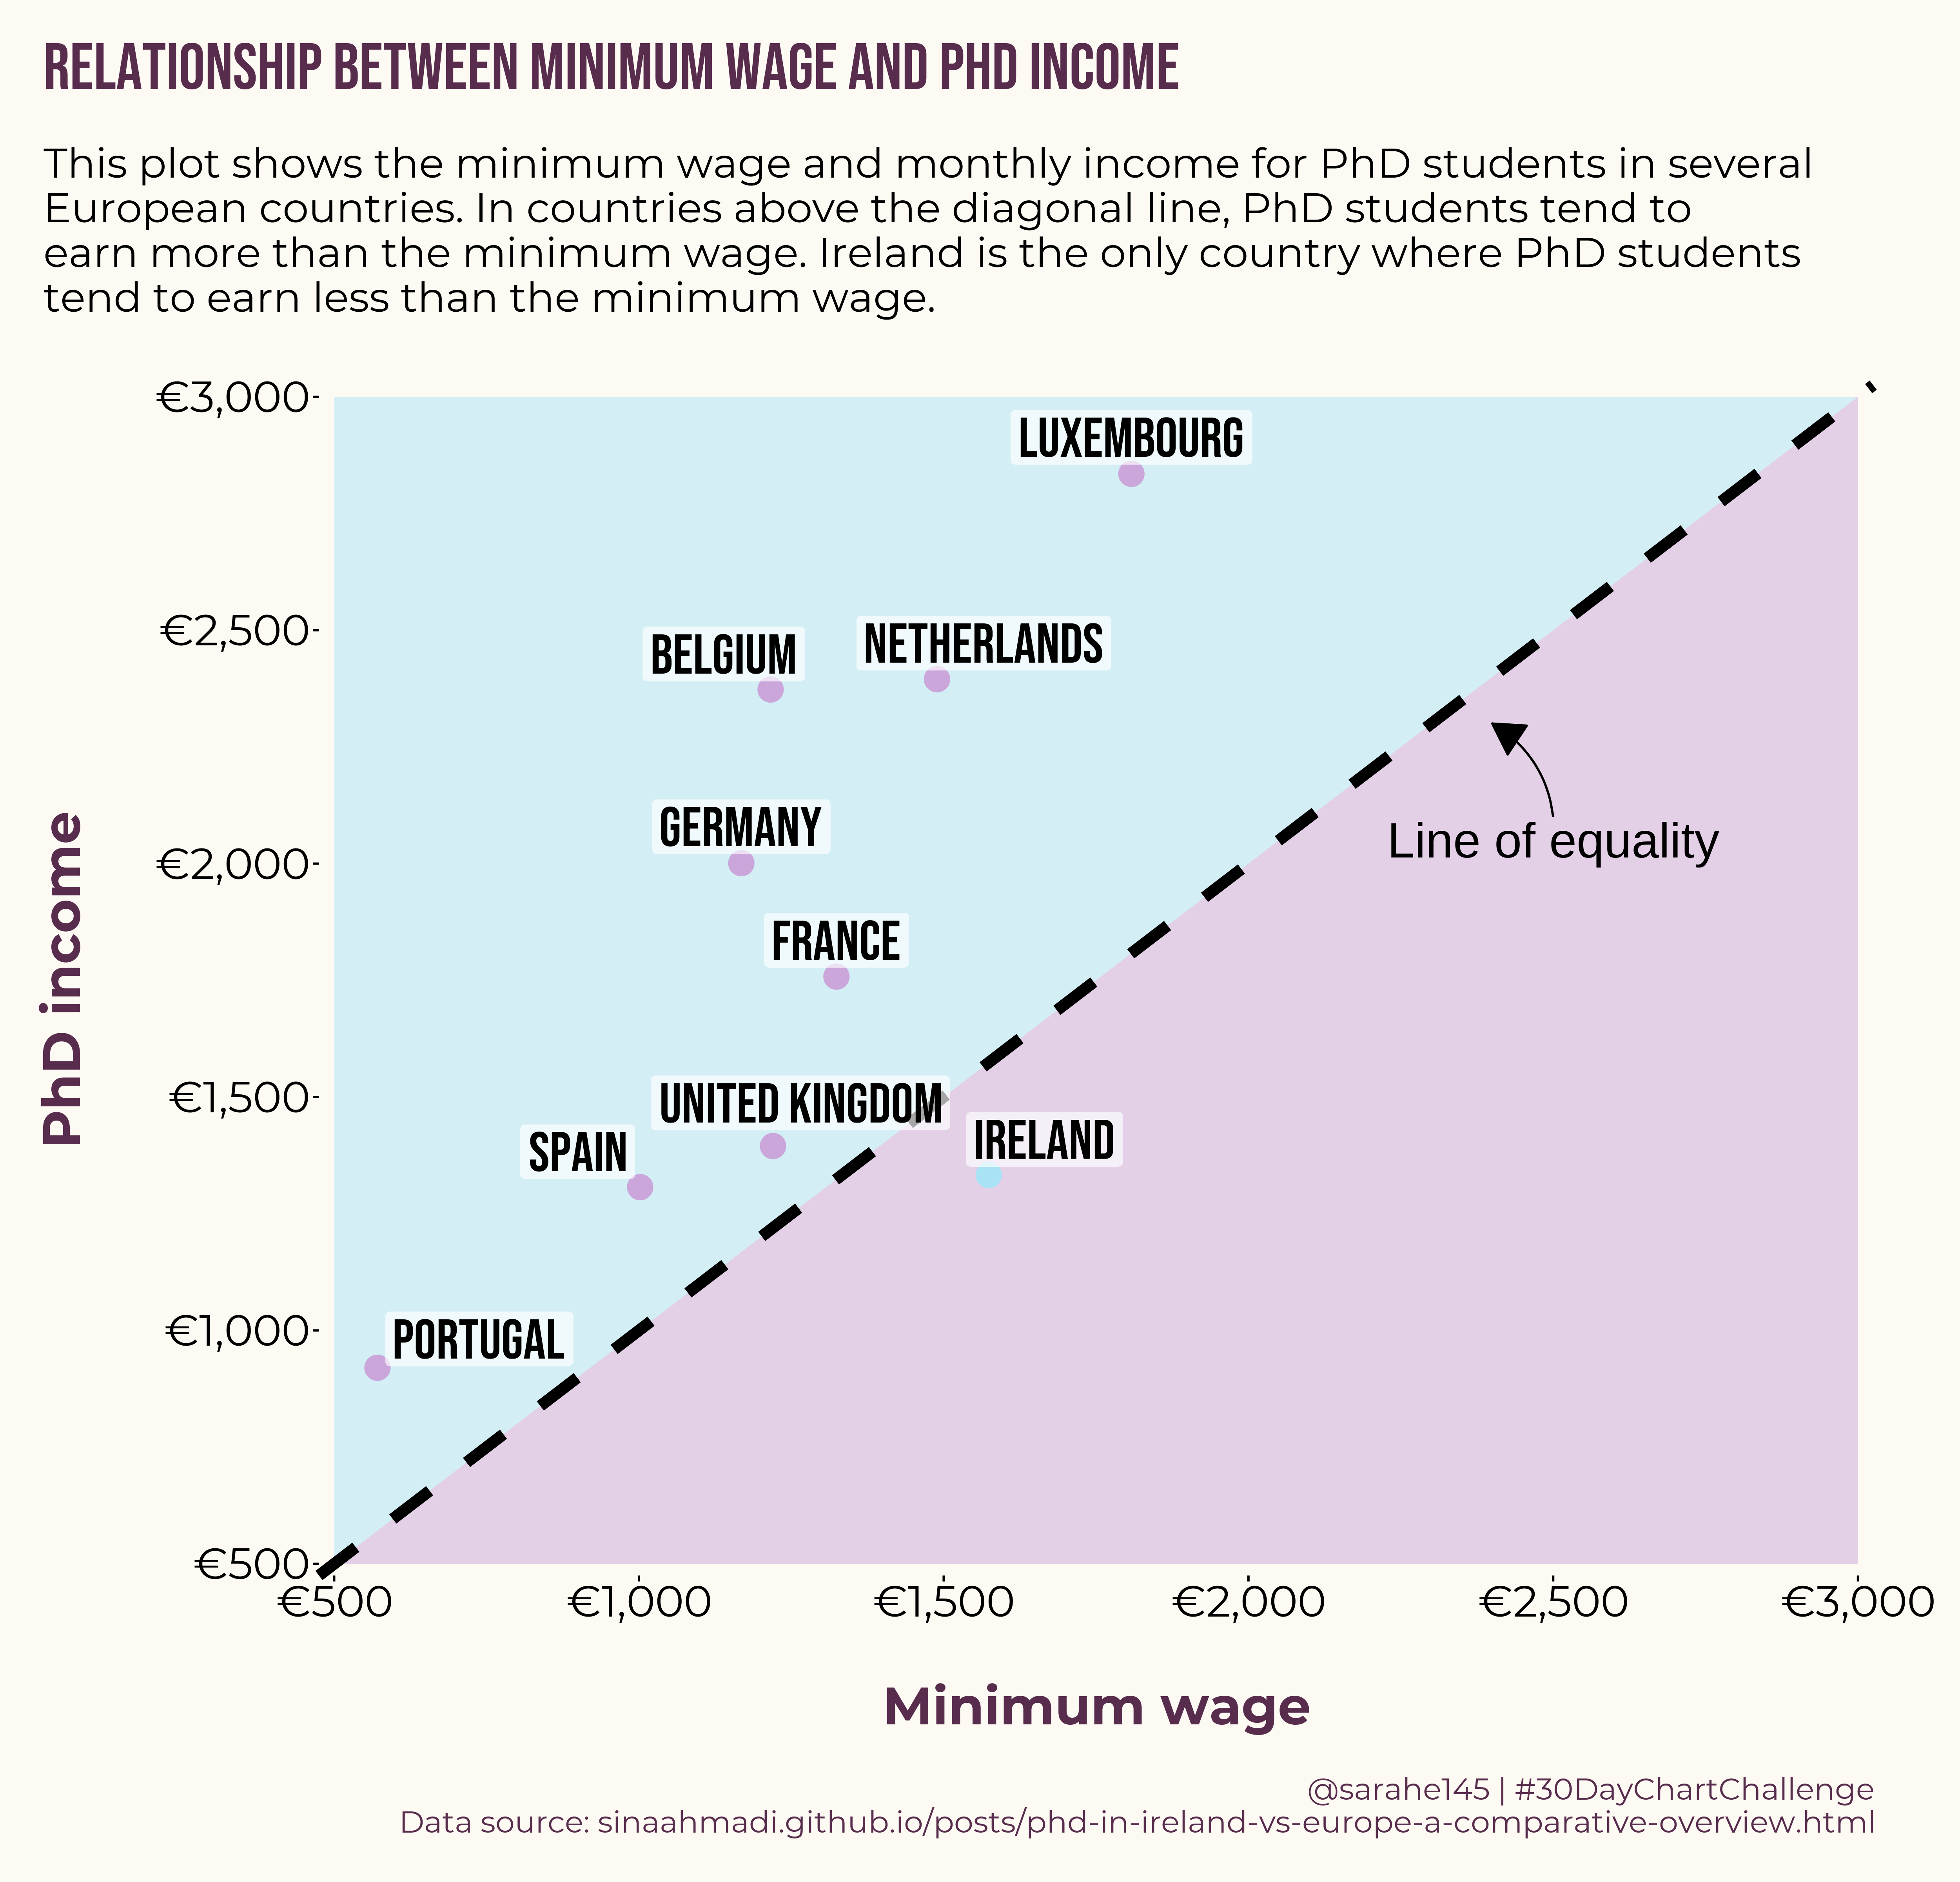 RELATIONSHIP BETWEEN MINIMUM WAGE AND PHD INCOME
This plot shows the minimum wage and monthly income for PhD students in several
European countries. In countries above the diagonal line, PhD students tend to
earn more than the minimum wage. Ireland is the only country where PhD students
tend to earn less than the minimum wage.
€3,000
LUXEMBOURG
€2,500
BELGIUM
NETHERLANDS
GERMANY
€2,000
Line of equality
FRANCE
PhD income
€1,500
UNITED KINGDOM
IRELAND
SPAIN
€1,000
PORTUGAL
€500
€500
€1,000
€1,500
€2,000
€2,500
€3,000
Minimum wage
@sarahe145 | #30DayChartChallenge
Data source: sinaahmadi.github.io/posts/phd-in-ireland-vs-europe-a-comparative-overview.html